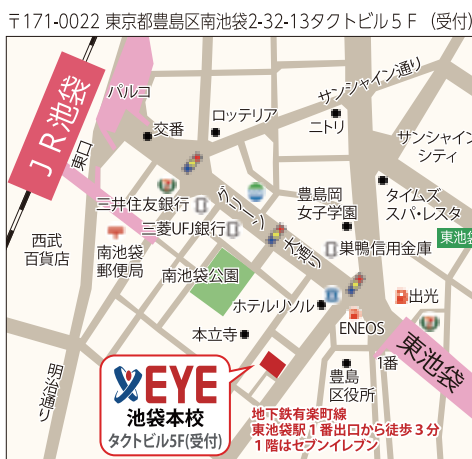 〒171-0022 東京都豊島区南池袋2-32-13タクトビル５Ｆ（受付）
ＪＲ池袋
パルコ
東口
交番
ロッテリア
サンシャイン通り
ニトリ
サンシャイン
シティ
三井住友銀行
三菱UFJ銀行
グリーン大通り
豊島岡
女子学園
タイムズ
スパ・レスタ
東池袋
巣鴨信用金庫
西武
百貨店
南池袋
郵便局
南池袋公園
ホテルリソル
出光
ENEOS
本立寺
東池袋
1番
明治通り
EYE
池袋本校
タクトビル5F(受付)
豊島
区役所
地下鉄有楽町線
東池袋駅１番出口から徒歩３分
１階はセブンイレブン